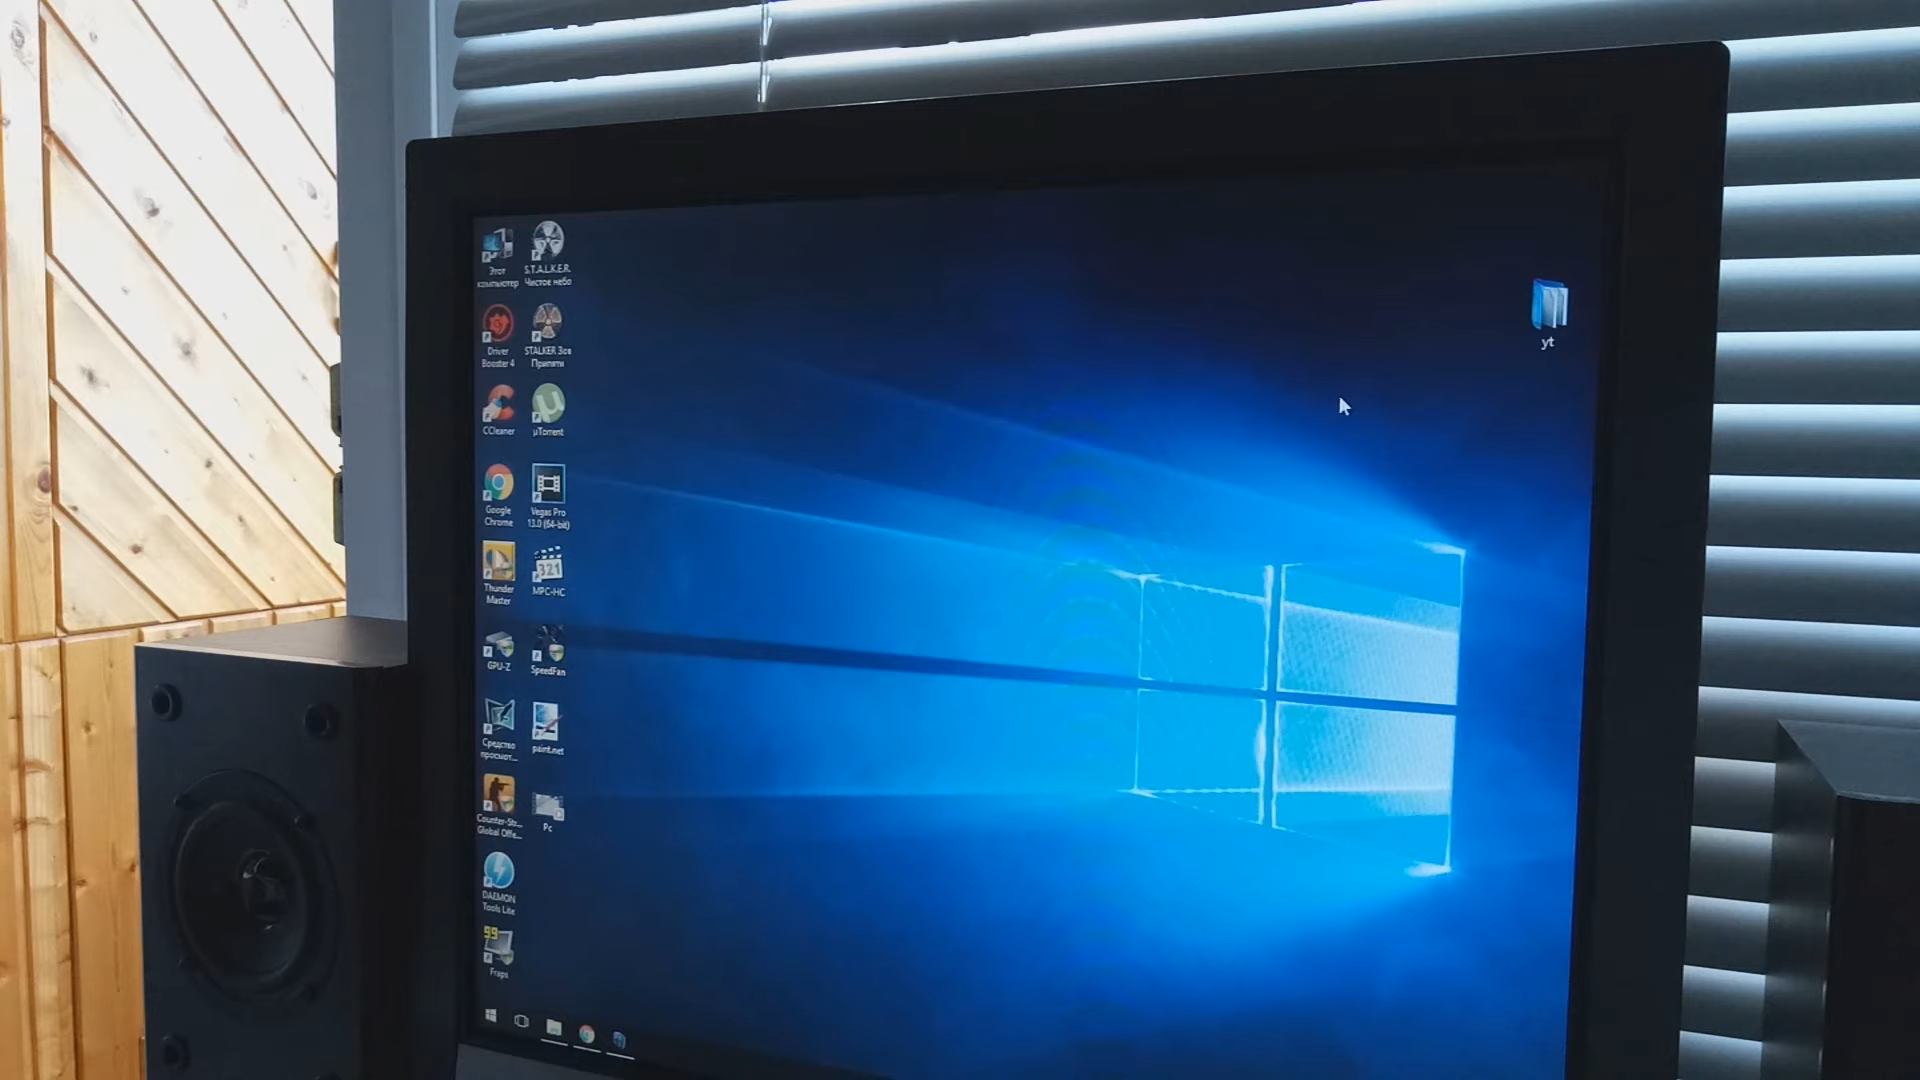 Этот
компьютер
S.T.A.L.K.E.R.
Чистое небо
Driver
Booster 4
STALKER Зов
Припяти
CCleaner
µTorrent
Google
Chrome
Vegas Pro
13.0 (64-bit)
Thunder
Master
321
MPC-HC
GPU-Z
SpeedFan
Средство
просмот...
paint.net
Counter-Str...
Global Offe...
Pc
DAEMON
Tools Lite
99
Fraps
yt